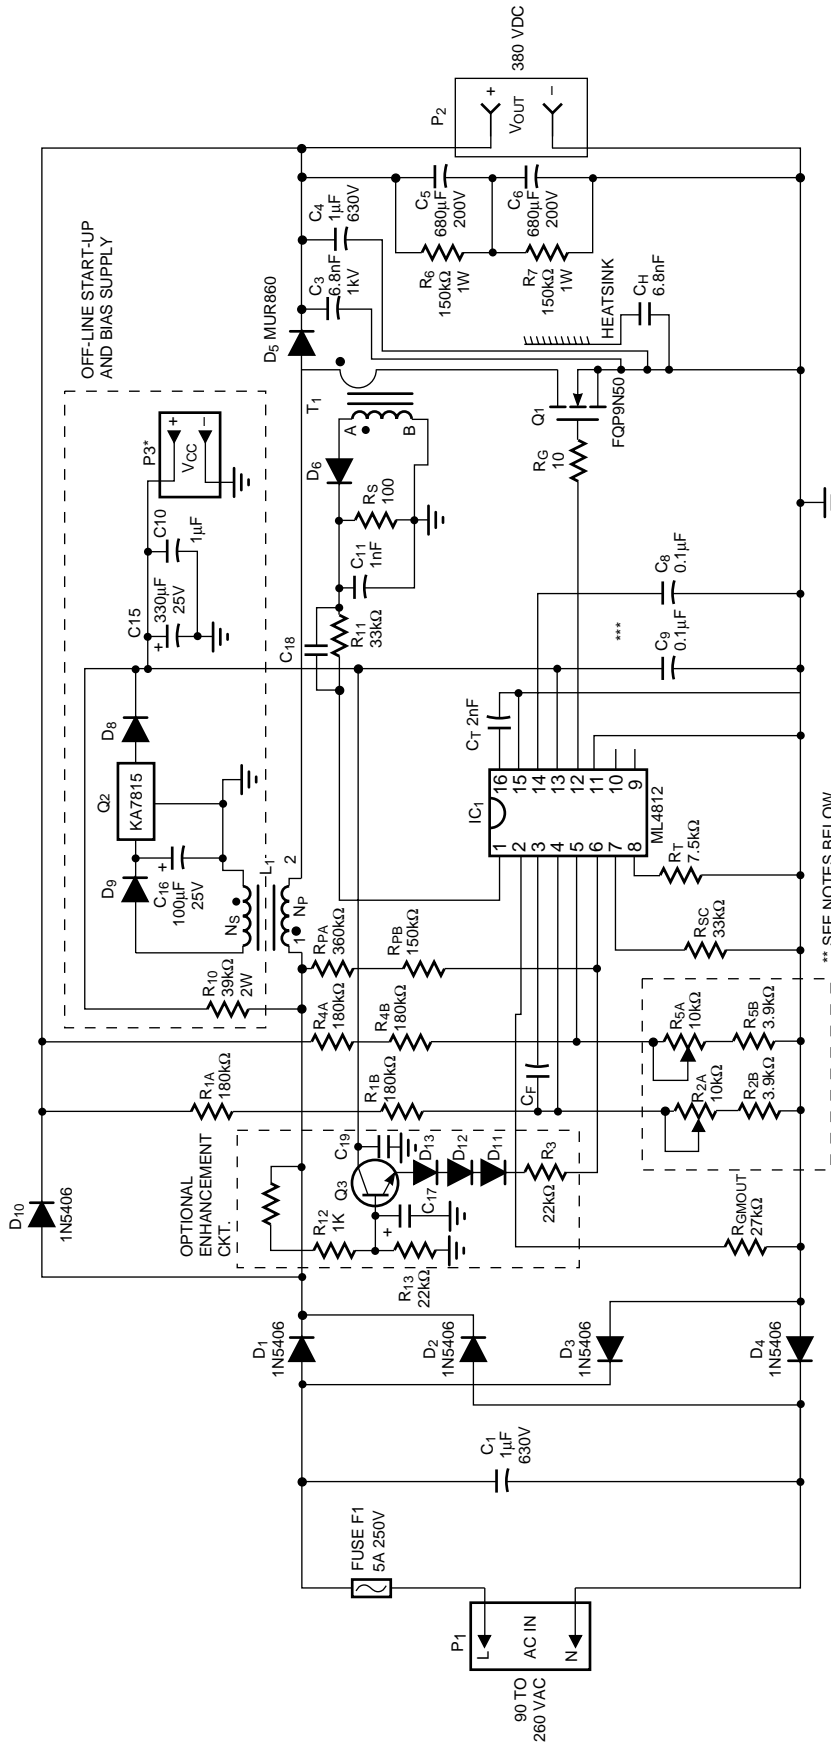 90 TO
260 VAC
P1
L
AC IN
N
FUSE F1
5A 250V
C1
1µF
630V
D1
1N5406
D2
1N5406
D3
1N5406
D4
1N5406
D10
1N5406
OPTIONAL
ENHANCEMENT
CKT.
R12
1K
R13
22kΩ
+
Q3
C19
C17
D13
D12
D11
R3
22kΩ
RGMOUT
27kΩ
R1A
180kΩ
R1B
180kΩ
CF
R2A
10kΩ
R2B
3.9kΩ
R4A
180kΩ
R4B
180kΩ
R5A
10kΩ
R5B
3.9kΩ
** SEE NOTES BELOW
RPA
360kΩ
RPB
150kΩ
R10
39kΩ
2W
OFF-LINE START-UP
AND BIAS SUPPLY
NS
L1
1
NP
2
D9
C16
100µF
25V
+
Q2
KA7815
D8
C15
330µF
25V
+
C10
1µF
P3*
+
VCC
–
RSC
33kΩ
RT
7.5kΩ
IC1
ML4812
1
2
3
4
5
6
7
8
16
15
14
13
12
11
10
9
CT 2nF
C18
R11
33kΩ
C11
1nF
RS
100
D6
T1
A
B
C9
0.1µF
C8
0.1µF
***
RG
10
Q1
FQP9N50
D5 MUR860
C3
6.8nF
1kV
C4
1µF
630V
HEATSINK
CH
6.8nF
R6
150kΩ
1W
R7
150kΩ
1W
C5
680µF
200V
C6
680µF
200V
P2
+
VOUT
–
380 VDC